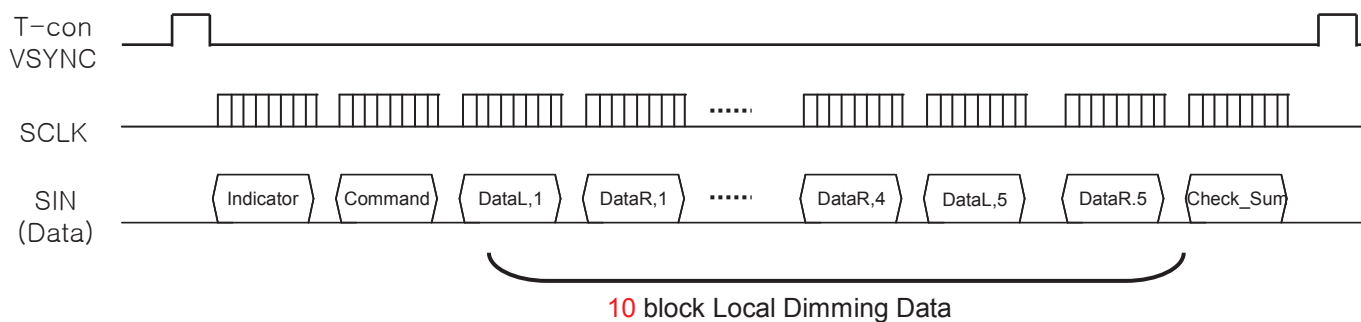 T-con
VSYNC
SCLK
SIN
(Data)
Indicator
Command
DataL,1
DataR,1
......
DataR,4
DataL,5
DataR.5
Check_Sum
......
10 block Local Dimming Data